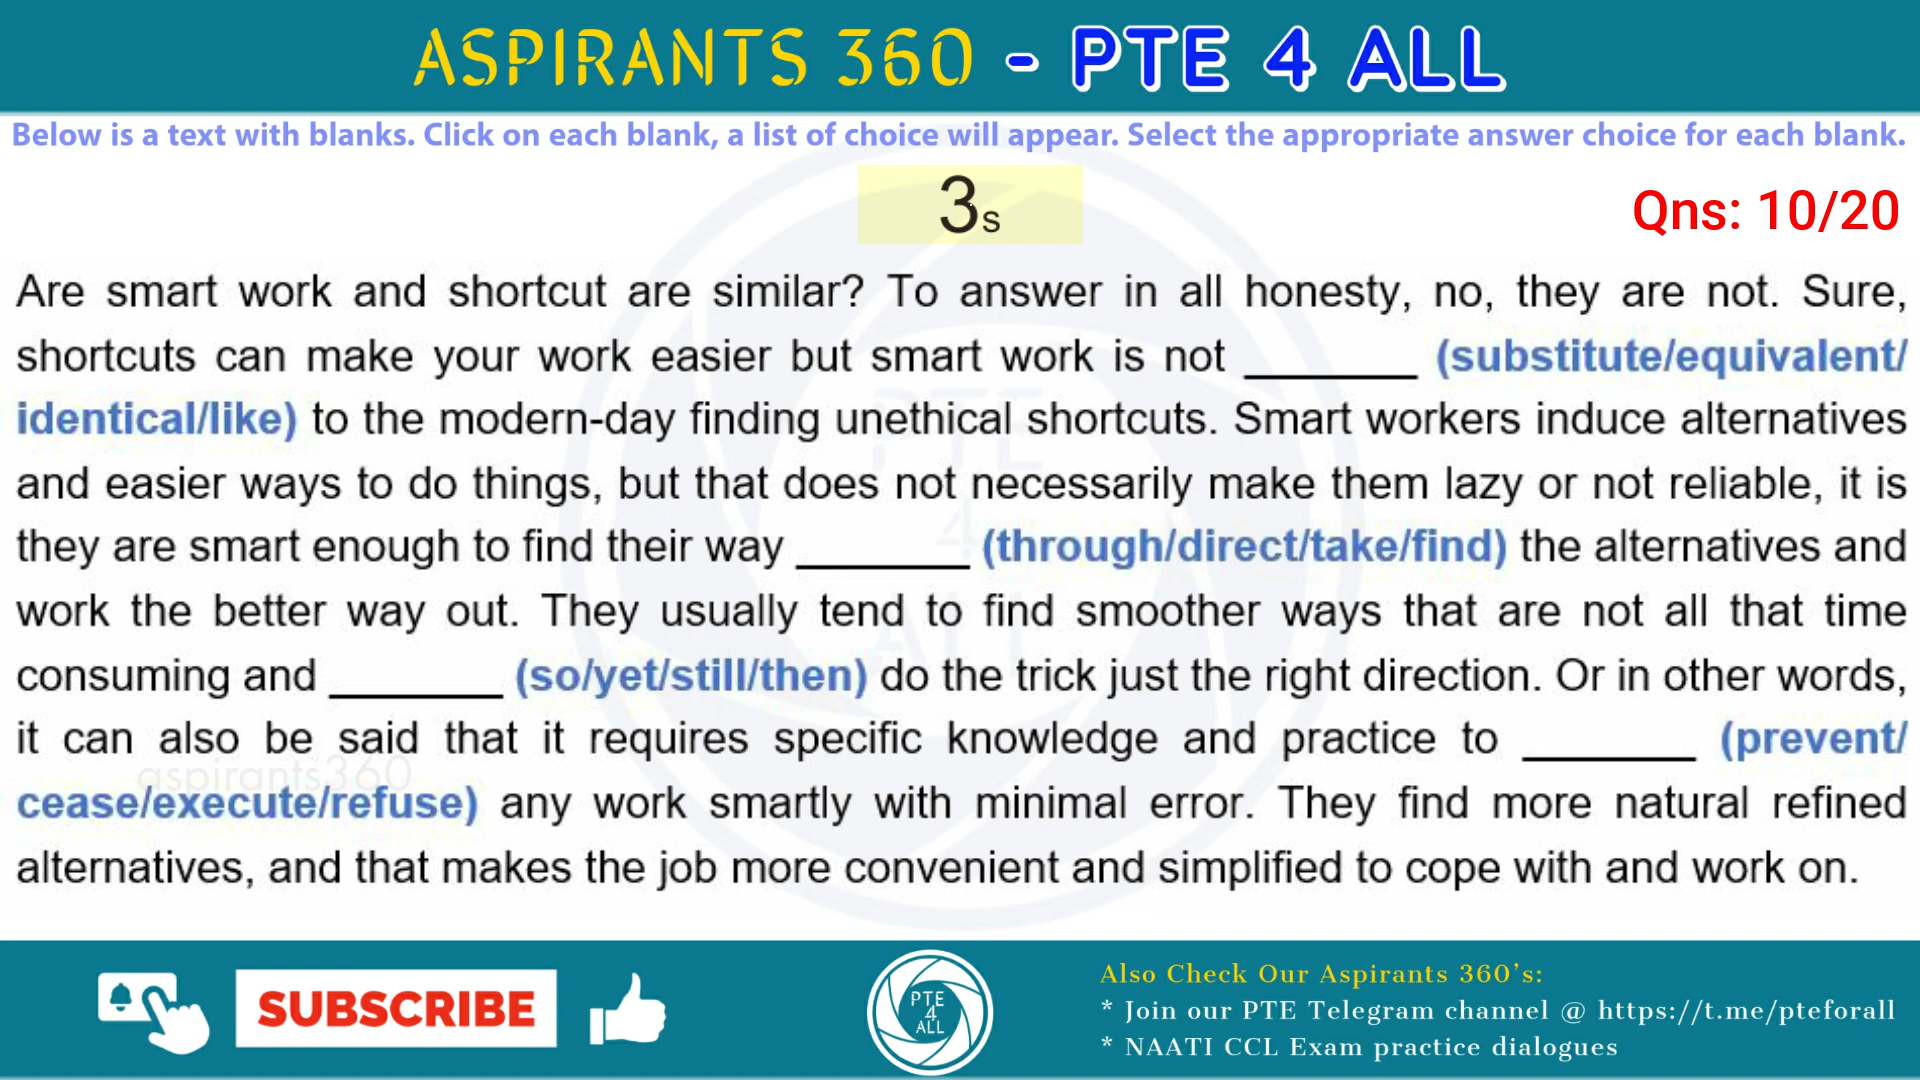 ASPIRANTS 360 - PTE 4 ALL
Below is a text with blanks. Click on each blank, a list of choice will appear. Select the appropriate answer choice for each blank.
3s
Qns: 10/20
Are smart work and shortcut are similar? To answer in all honesty, no, they are not. Sure,
shortcuts can make your work easier but smart work is not _______ (substitute/equivalent/
identical/like) to the modern-day finding unethical shortcuts. Smart workers induce alternatives
and easier ways to do things, but that does not necessarily make them lazy or not reliable, it is
they are smart enough to find their way _______ (through/direct/take/find) the alternatives and
work the better way out. They usually tend to find smoother ways that are not all that time
consuming and _______ (so/yet/still/then) do the trick just the right direction. Or in other words,
it can also be said that it requires specific knowledge and practice to _______ (prevent/
aspirants360
cease/execute/refuse) any work smartly with minimal error. They find more natural refined
alternatives, and that makes the job more convenient and simplified to cope with and work on.
PTE
4
ALL
SUBSCRIBE
PTE
4
ALL
Also Check Our Aspirants 360's:
* Join our PTE Telegram channel @ https://t.me/pteforall
* NAATI CCL Exam practice dialogues